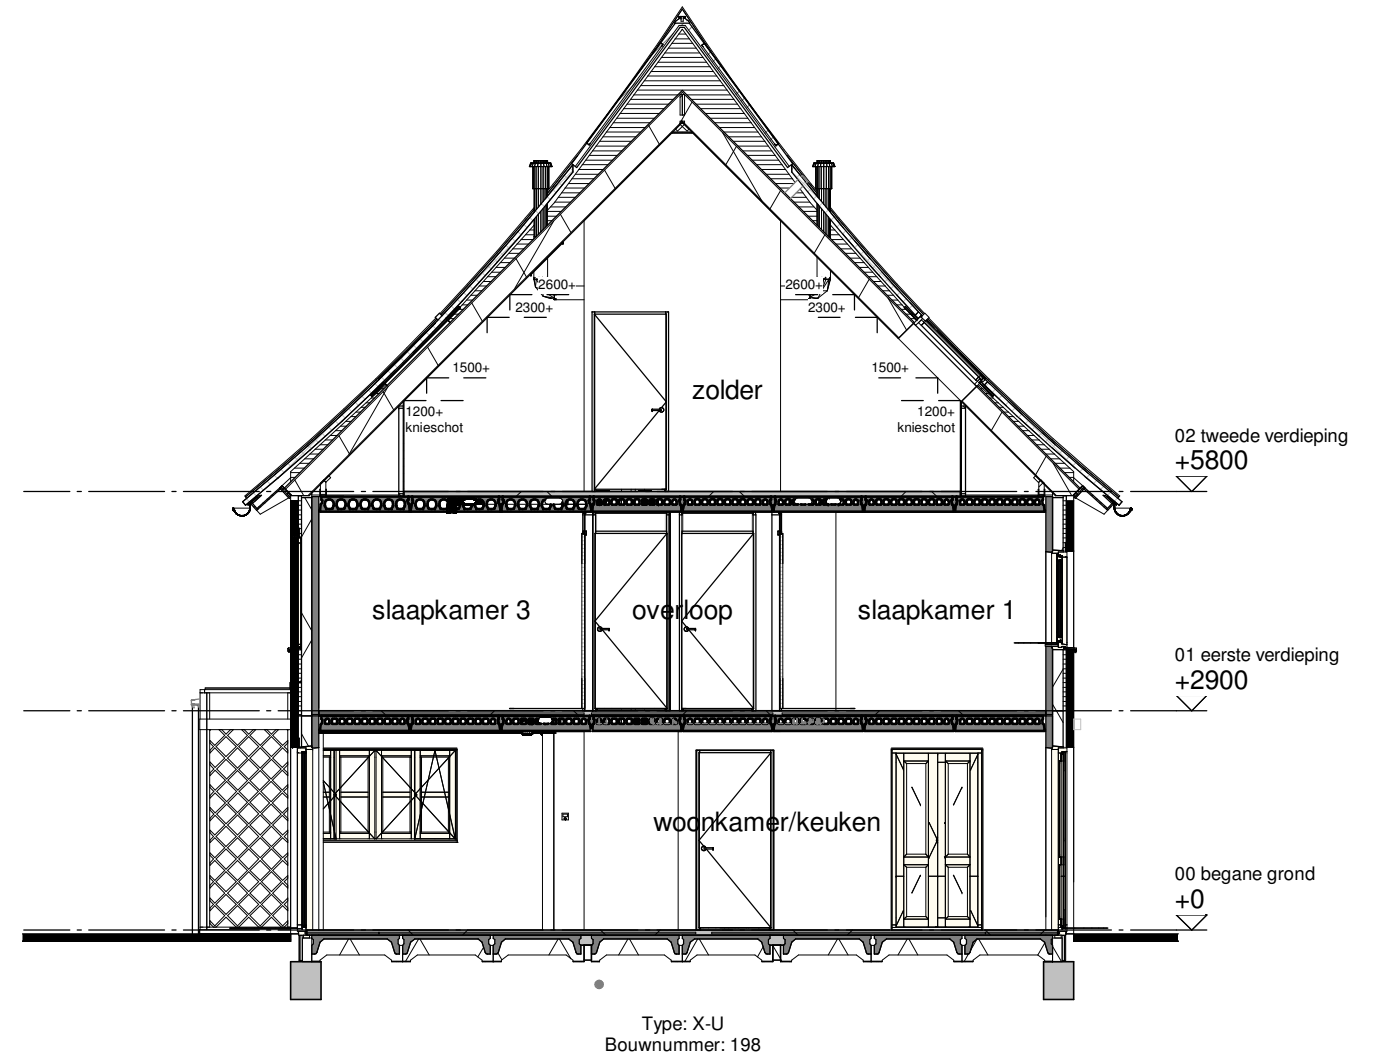 2600+
2600+
2300+
2300+
1500+
1500+
zolder
1200+
knieschot
1200+
knieschot
02 tweede verdieping
+5800
slaapkamer 3
overloop
slaapkamer 1
01 eerste verdieping
+2900
woonkamer/keuken
00 begane grond
+0
Type: X-U
Bouwnummer: 198